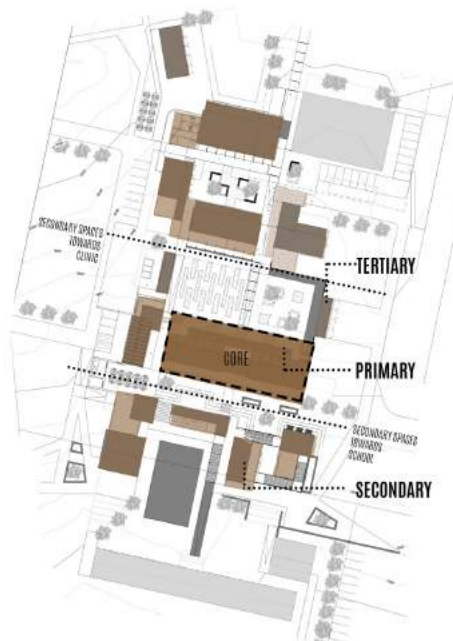 SECONDARY SPACES
TOWARDS
CLINIC
TERTIARY
CORE
PRIMARY
SECONDARY SPACES
TOWARDS
SCHOOL
SECONDARY